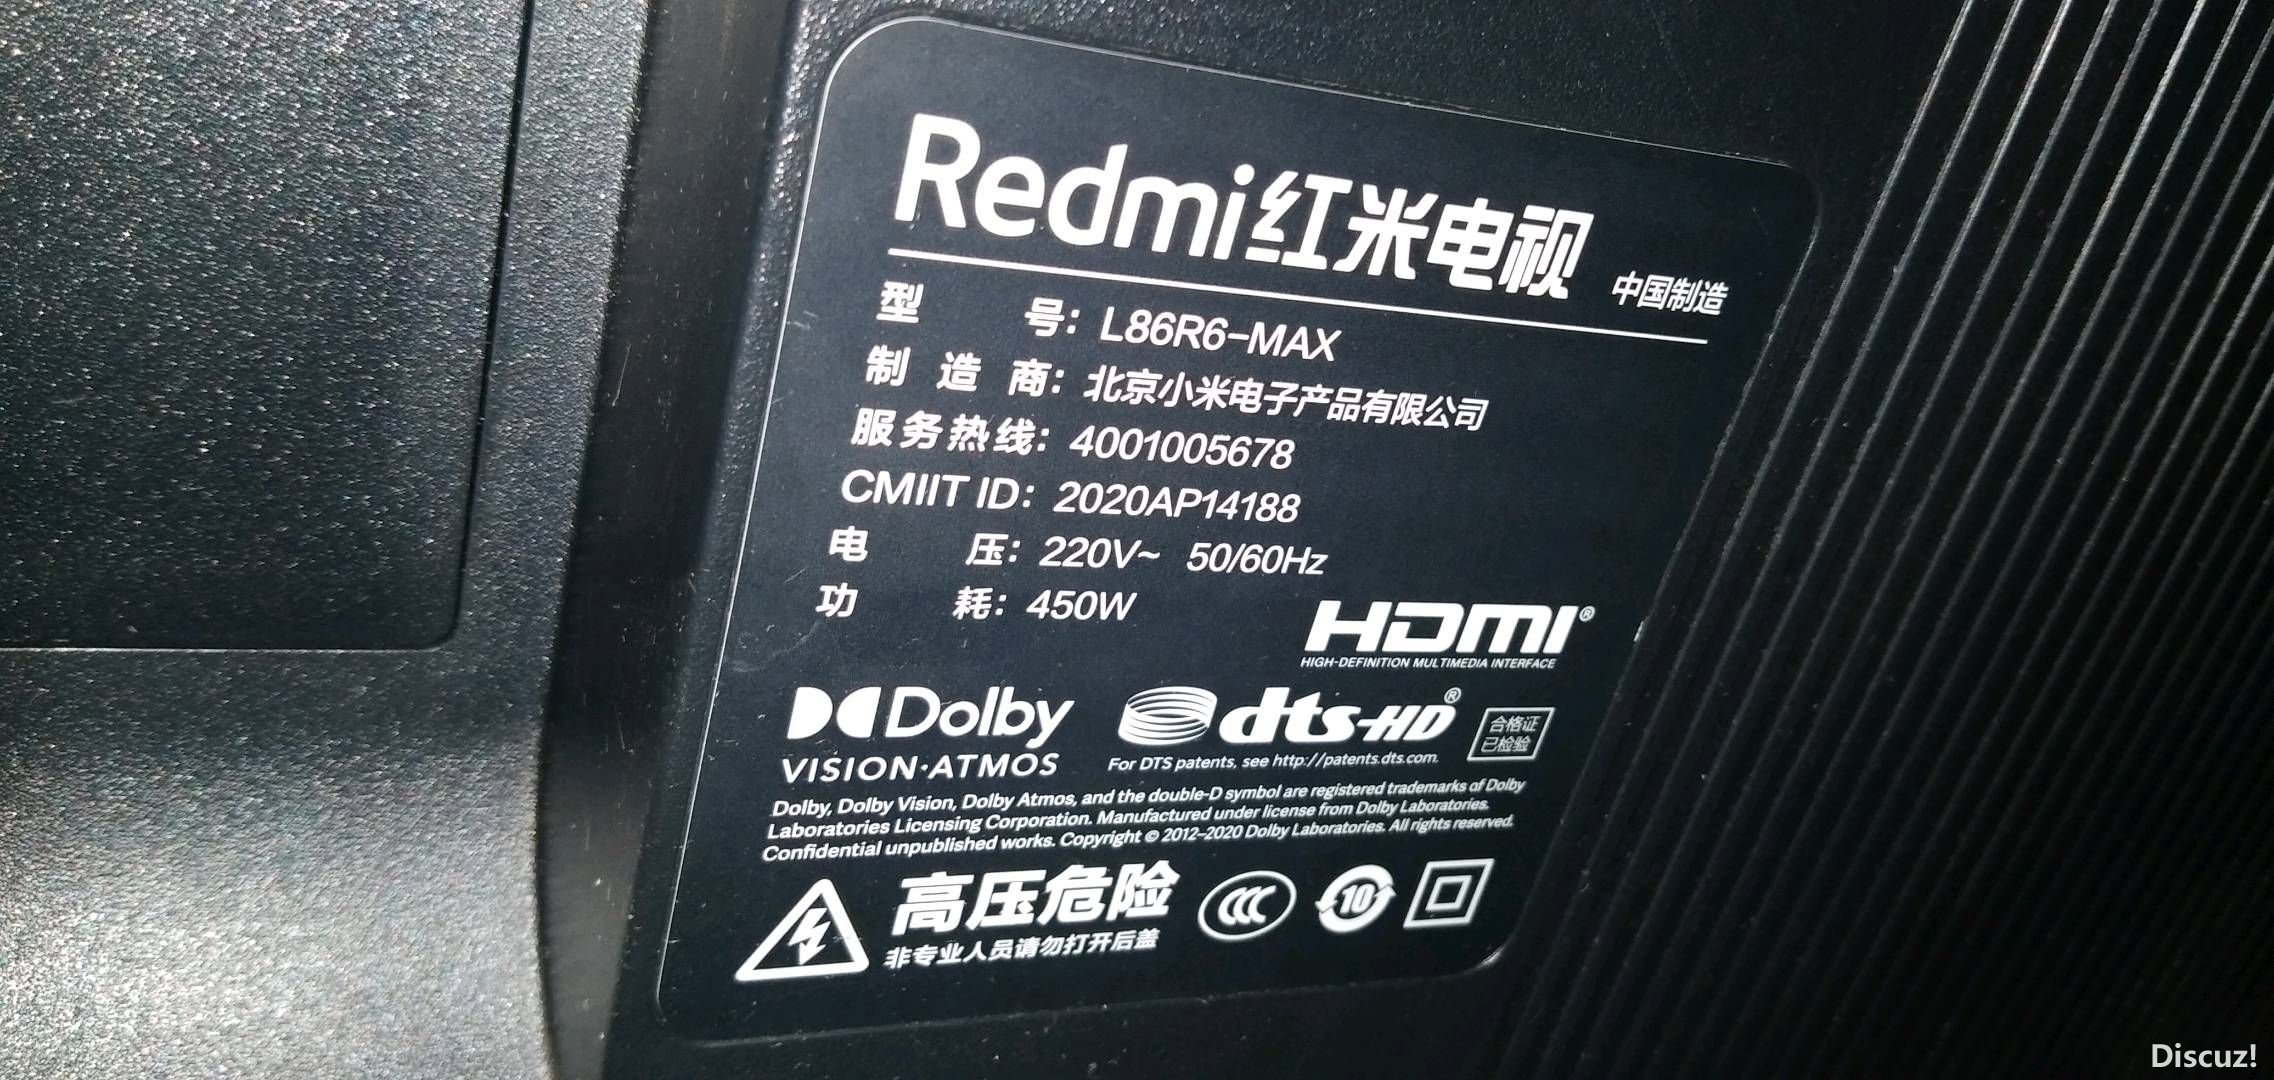 Redmi红米电视 中国制造
型号：L86R6-MAX
制造商：北京小米电子产品有限公司
服务热线：4001005678
CMIIT ID：2020AP14188
电压：220V~ 50/60Hz
功耗：450W
HDMI®
HIGH-DEFINITION MULTIMEDIA INTERFACE
Dolby
VISION·ATMOS
dts-HD®
For DTS patents, see http://patents.dts.com.
合格证
已检验
Dolby, Dolby Vision, Dolby Atmos, and the double-D symbol are registered trademarks of Dolby
Laboratories Licensing Corporation. Manufactured under license from Dolby Laboratories.
Confidential unpublished works. Copyright © 2012–2020 Dolby Laboratories. All rights reserved.
高压危险
非专业人员请勿打开后盖
CCC
10
Discuz!